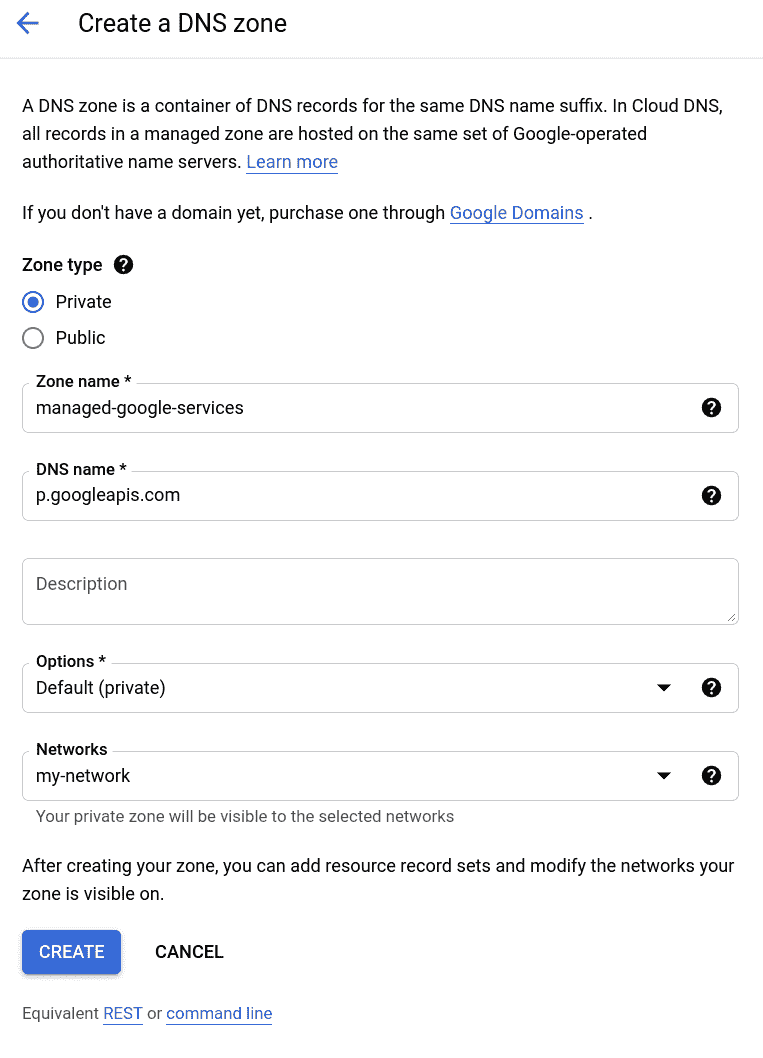 Create a DNS zone
A DNS zone is a container of DNS records for the same DNS name suffix. In Cloud DNS,
all records in a managed zone are hosted on the same set of Google-operated
authoritative name servers. Learn more
If you don't have a domain yet, purchase one through Google Domains .
Zone type
Private
Public
Zone name *
managed-google-services
DNS name *
p.googleapis.com
Description
Options *
Default (private)
Networks
my-network
Your private zone will be visible to the selected networks
After creating your zone, you can add resource record sets and modify the networks your
zone is visible on.
CREATE CANCEL
Equivalent REST or command line